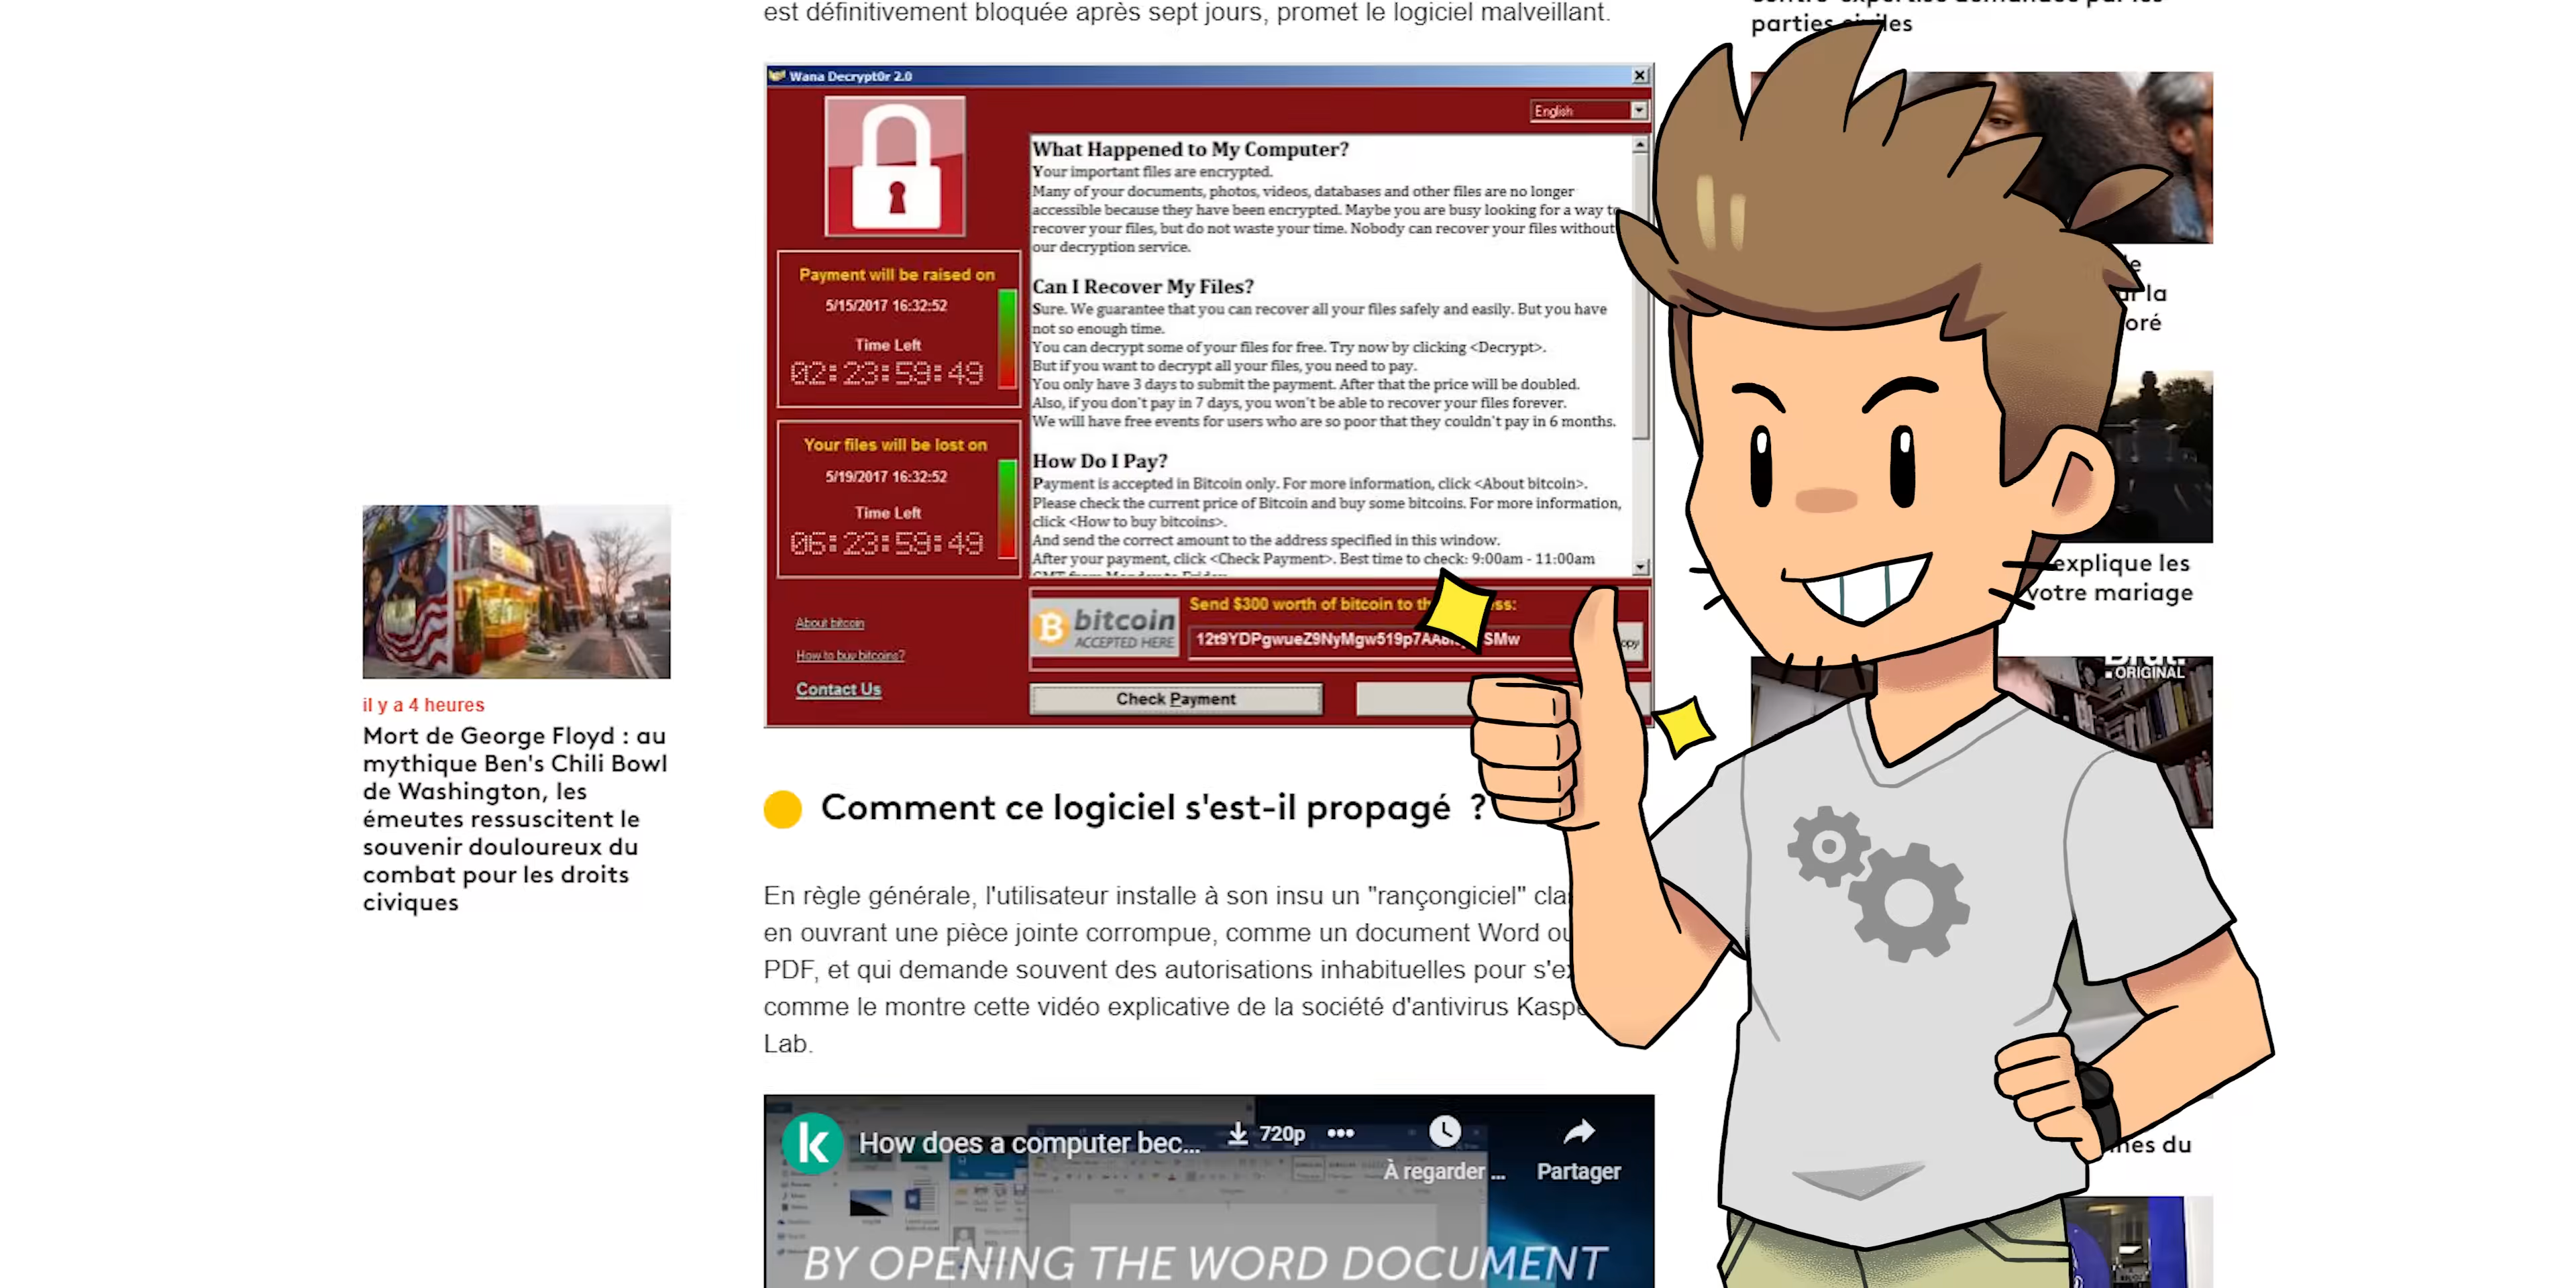 est définitivement bloquée après sept jours, promet le logiciel malveillant.
Wana Decrypt0r 2.0
English
What Happened to My Computer?
Your important files are encrypted.
Many of your documents, photos, videos, databases and other files are no longer
accessible because they have been encrypted. Maybe you are busy looking for a way to
recover your files, but do not waste your time. Nobody can recover your files without
our decryption service.
Can I Recover My Files?
Sure. We guarantee that you can recover all your files safely and easily. But you have
not so enough time.
You can decrypt some of your files for free. Try now by clicking <Decrypt>.
But if you want to decrypt all your files, you need to pay.
You only have 3 days to submit the payment. After that the price will be doubled.
Also, if you don't pay in 7 days, you won't be able to recover your files forever.
We will have free events for users who are so poor that they couldn't pay in 6 months.
How Do I Pay?
Payment is accepted in Bitcoin only. For more information, click <About bitcoin>.
Please check the current price of Bitcoin and buy some bitcoins. For more information,
click <How to buy bitcoins>.
And send the correct amount to the address specified in this window.
After your payment, click <Check Payment>. Best time to check: 9:00am - 11:00am
Payment will be raised on
5/15/2017 16:32:52
Time Left
02:23:59:49
Your files will be lost on
5/19/2017 16:32:52
Time Left
06:23:59:49
About bitcoin
How to buy bitcoins?
Contact Us
bitcoin
ACCEPTED HERE
Send $300 worth of bitcoin to
Check Payment
il y a 4 heures
Mort de George Floyd : au
mythique Ben's Chili Bowl
de Washington, les
émeutes ressuscitent le
souvenir douloureux du
combat pour les droits
civiques
Comment ce logiciel s'est-il propagé ?
En règle générale, l'utilisateur installe à son insu un "rançongiciel"
en ouvrant une pièce jointe corrompue, comme un document Word
PDF, et qui demande souvent des autorisations inhabituelles pour
comme le montre cette vidéo explicative de la société d'antivirus
Lab.
k
How does a computer bec...
720p
À regarder ...
Partager
BY OPENING THE WORD DOCUMENT
parties
la
explique les
votre mariage
ORIGINAL
du